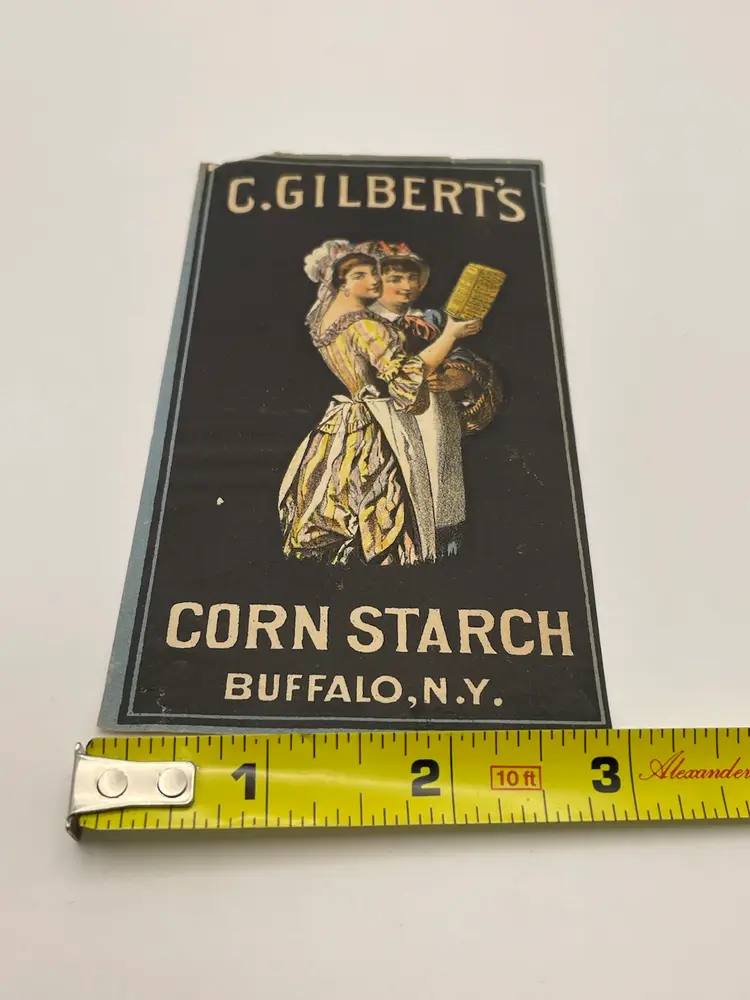 C. GILBERT'S
CORN STARCH
BUFFALO, N.Y.
1 2 10 ft 3 Alexander